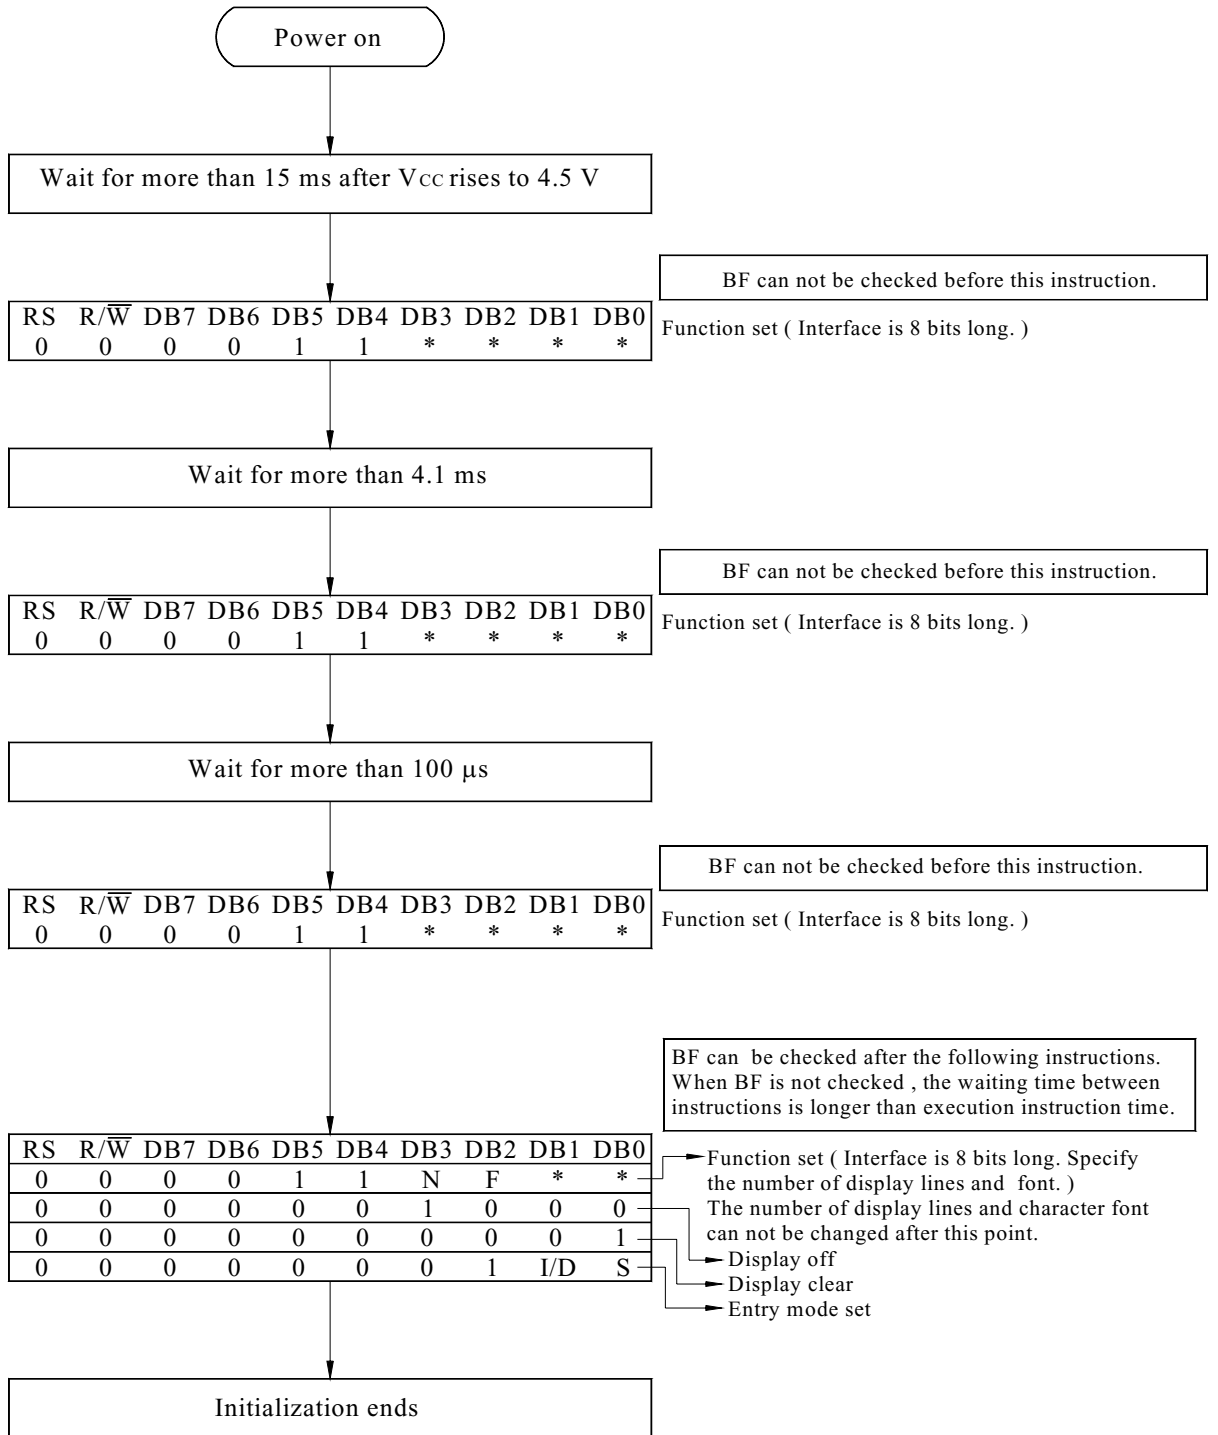 Power on
Wait for more than 15 ms after Vcc rises to 4.5 V
BF can not be checked before this instruction.
RS R/W̅ DB7 DB6 DB5 DB4 DB3 DB2 DB1 DB0
0 0 0 0 1 1 * * * *
Function set ( Interface is 8 bits long. )
Wait for more than 4.1 ms
BF can not be checked before this instruction.
RS R/W̅ DB7 DB6 DB5 DB4 DB3 DB2 DB1 DB0
0 0 0 0 1 1 * * * *
Function set ( Interface is 8 bits long. )
Wait for more than 100 μs
BF can not be checked before this instruction.
RS R/W̅ DB7 DB6 DB5 DB4 DB3 DB2 DB1 DB0
0 0 0 0 1 1 * * * *
Function set ( Interface is 8 bits long. )
BF can be checked after the following instructions.
When BF is not checked , the waiting time between
instructions is longer than execution instruction time.
RS R/W̅ DB7 DB6 DB5 DB4 DB3 DB2 DB1 DB0
0 0 0 0 1 1 N F * *
0 0 0 0 0 0 1 0 0 0
0 0 0 0 0 0 0 0 0 1
0 0 0 0 0 0 0 1 I/D S
Function set ( Interface is 8 bits long. Specify
the number of display lines and font. )
The number of display lines and character font
can not be changed after this point.
Display off
Display clear
Entry mode set
Initialization ends